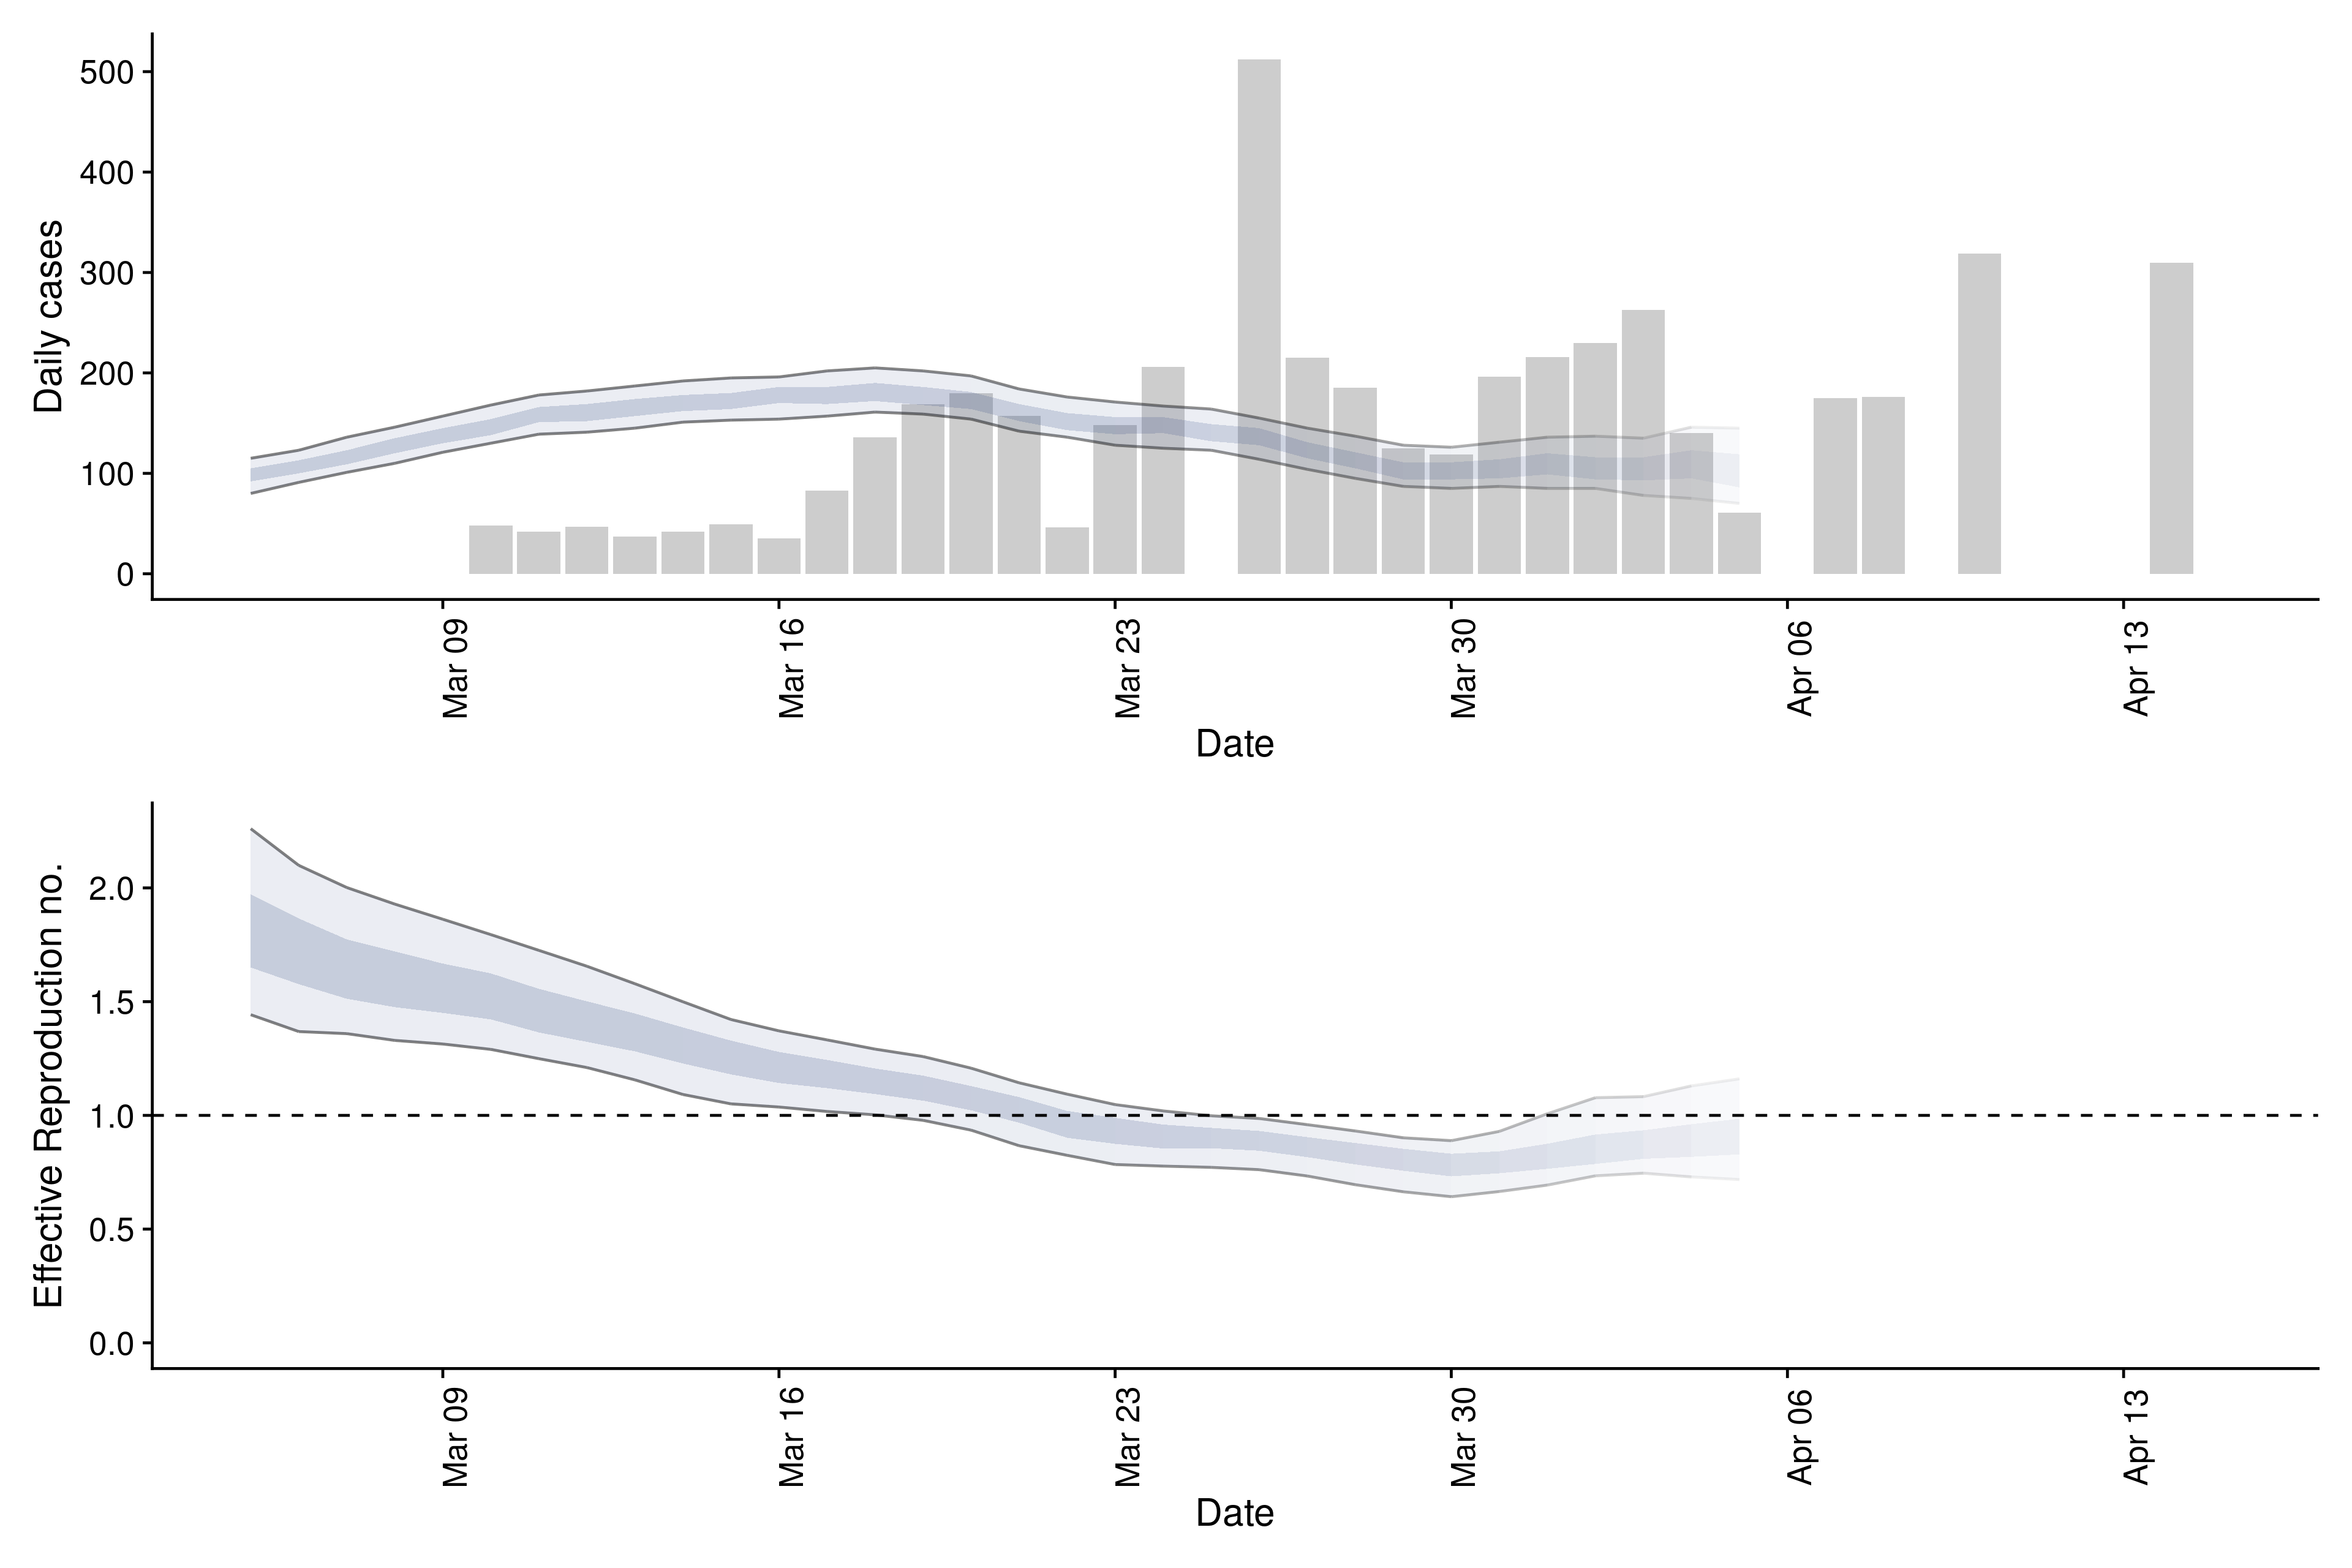 Daily cases
500
400
300
200
100
0
Mar 09
Mar 16
Mar 23
Mar 30
Apr 06
Apr 13
Date
Effective Reproduction no.
2.0
1.5
1.0
0.5
0.0
Mar 09
Mar 16
Mar 23
Mar 30
Apr 06
Apr 13
Date